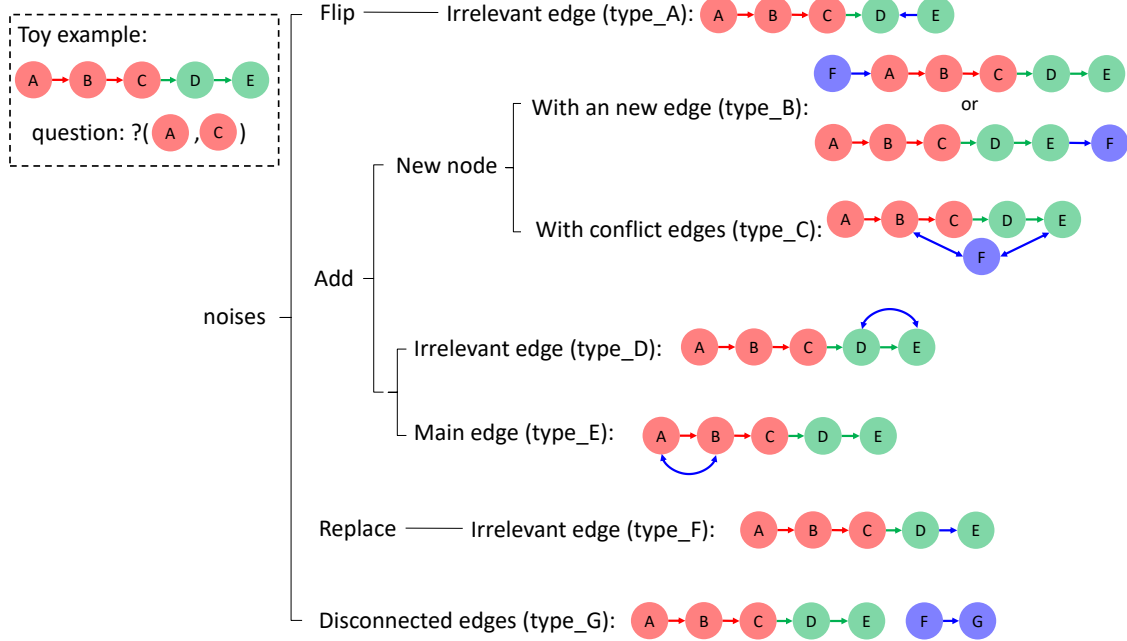 Toy example:
A B C D E
question: ?( A , C )
noises
Flip
Irrelevant edge (type_A):
A B C D E
Add
New node
With an new edge (type_B):
F A B C D E
or
A B C D E F
With conflict edges (type_C):
A B C D E
F
Irrelevant edge (type_D):
A B C D E
Main edge (type_E):
A B C D E
Replace
Irrelevant edge (type_F):
A B C D E
Disconnected edges (type_G):
A B C D E F G